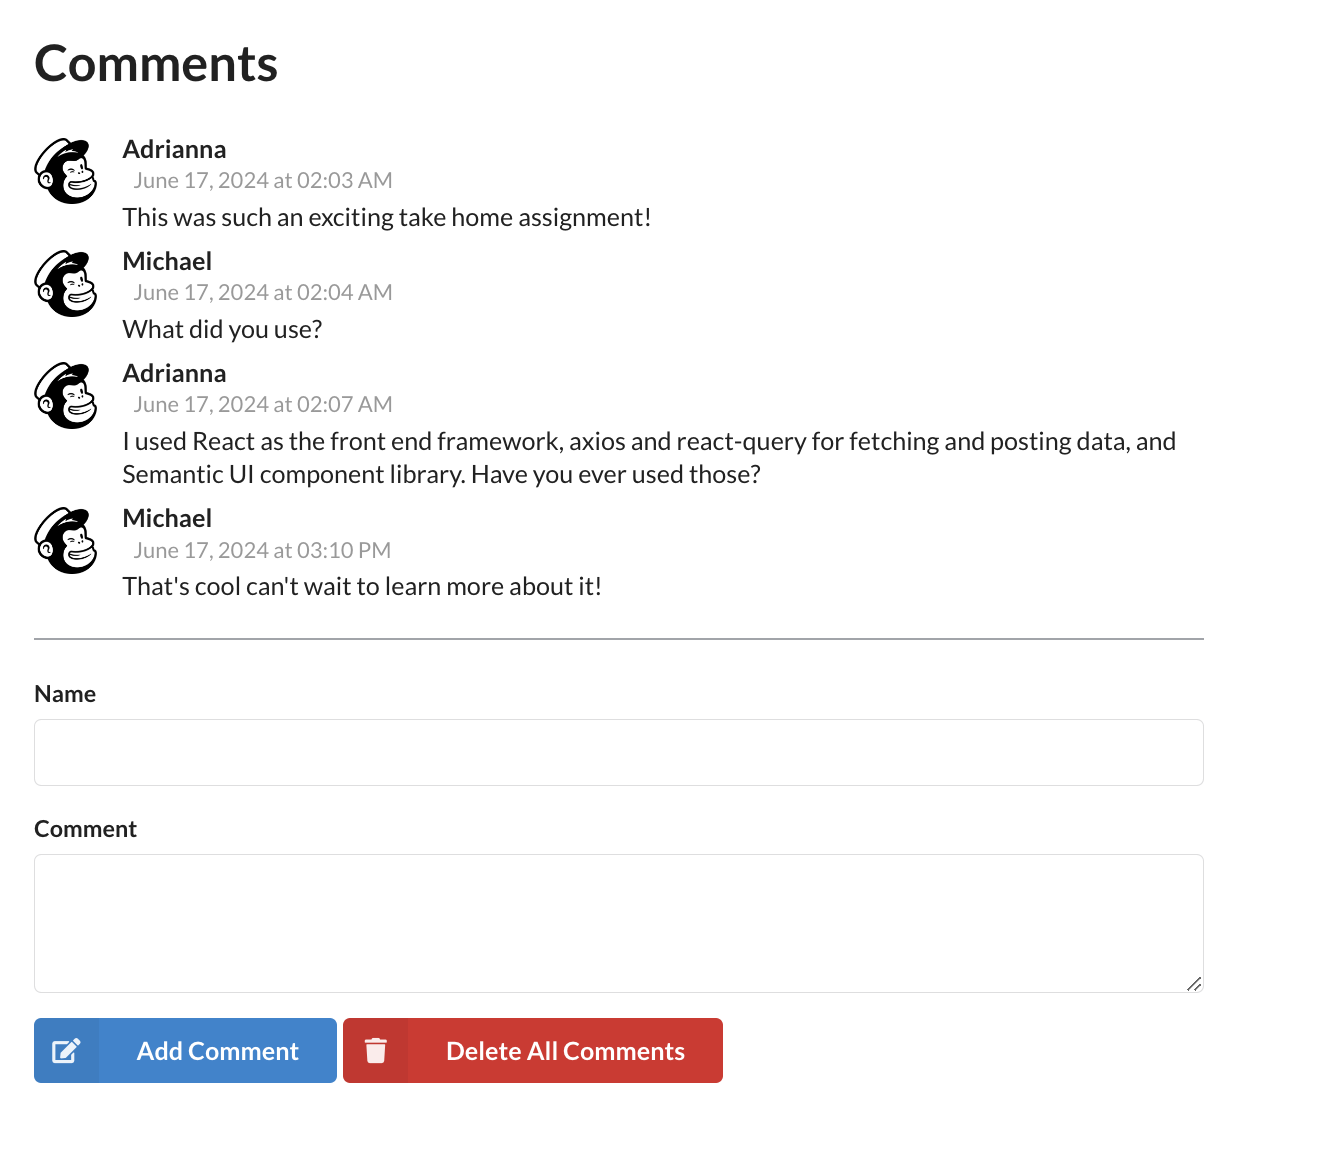 Comments
Adrianna
June 17, 2024 at 02:03 AM
This was such an exciting take home assignment!
Michael
June 17, 2024 at 02:04 AM
What did you use?
Adrianna
June 17, 2024 at 02:07 AM
I used React as the front end framework, axios and react-query for fetching and posting data, and
Semantic UI component library. Have you ever used those?
Michael
June 17, 2024 at 03:10 PM
That's cool can't wait to learn more about it!
Name
Comment
Add Comment
Delete All Comments